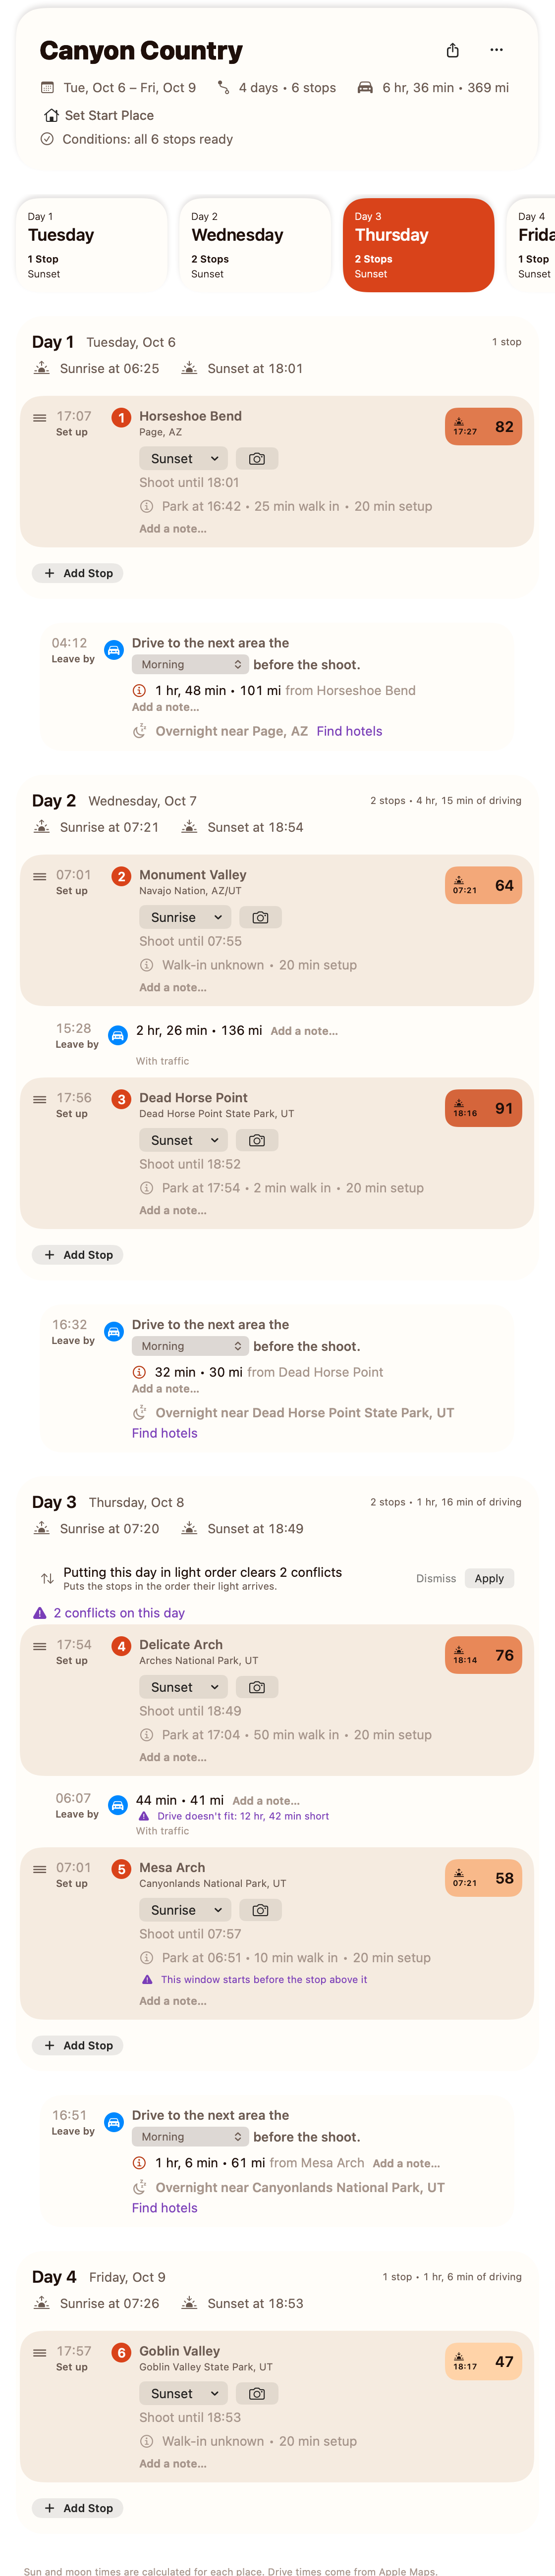 Canyon Country
Tue, Oct 6 – Fri, Oct 9 4 days • 6 stops 6 hr, 36 min • 369 mi
Set Start Place
Conditions: all 6 stops ready
Day 1 Day 2 Day 3 Day 4
Tuesday Wednesday Thursday Frida
1 Stop 2 Stops 2 Stops 1 Stop
Sunset Sunset Sunset Sunset
Day 1 Tuesday, Oct 6 1 stop
Sunrise at 06:25 Sunset at 18:01
17:07 1 Horseshoe Bend 17:27 82
Set up Page, AZ
Sunset
Shoot until 18:01
Park at 16:42 • 25 min walk in • 20 min setup
Add a note...
+ Add Stop
04:12 Drive to the next area the
Leave by Morning before the shoot.
1 hr, 48 min • 101 mi from Horseshoe Bend
Add a note...
Overnight near Page, AZ Find hotels
Day 2 Wednesday, Oct 7 2 stops • 4 hr, 15 min of driving
Sunrise at 07:21 Sunset at 18:54
07:01 2 Monument Valley 07:21 64
Set up Navajo Nation, AZ/UT
Sunrise
Shoot until 07:55
Walk-in unknown • 20 min setup
Add a note...
15:28 2 hr, 26 min • 136 mi Add a note...
Leave by
With traffic
17:56 3 Dead Horse Point 18:16 91
Set up Dead Horse Point State Park, UT
Sunset
Shoot until 18:52
Park at 17:54 • 2 min walk in • 20 min setup
Add a note...
+ Add Stop
16:32 Drive to the next area the
Leave by Morning before the shoot.
32 min • 30 mi from Dead Horse Point
Add a note...
Overnight near Dead Horse Point State Park, UT
Find hotels
Day 3 Thursday, Oct 8 2 stops • 1 hr, 16 min of driving
Sunrise at 07:20 Sunset at 18:49
Putting this day in light order clears 2 conflicts Dismiss Apply
Puts the stops in the order their light arrives.
2 conflicts on this day
17:54 4 Delicate Arch 18:14 76
Set up Arches National Park, UT
Sunset
Shoot until 18:49
Park at 17:04 • 50 min walk in • 20 min setup
Add a note...
06:07 44 min • 41 mi Add a note...
Leave by Drive doesn't fit: 12 hr, 42 min short
With traffic
07:01 5 Mesa Arch 07:21 58
Set up Canyonlands National Park, UT
Sunrise
Shoot until 07:57
Park at 06:51 • 10 min walk in • 20 min setup
This window starts before the stop above it
Add a note...
+ Add Stop
16:51 Drive to the next area the
Leave by Morning before the shoot.
1 hr, 6 min • 61 mi from Mesa Arch Add a note...
Overnight near Canyonlands National Park, UT
Find hotels
Day 4 Friday, Oct 9 1 stop • 1 hr, 6 min of driving
Sunrise at 07:26 Sunset at 18:53
17:57 6 Goblin Valley 18:17 47
Set up Goblin Valley State Park, UT
Sunset
Shoot until 18:53
Walk-in unknown • 20 min setup
Add a note...
+ Add Stop
Sun and moon times are calculated for each place. Drive times come from Apple Maps.